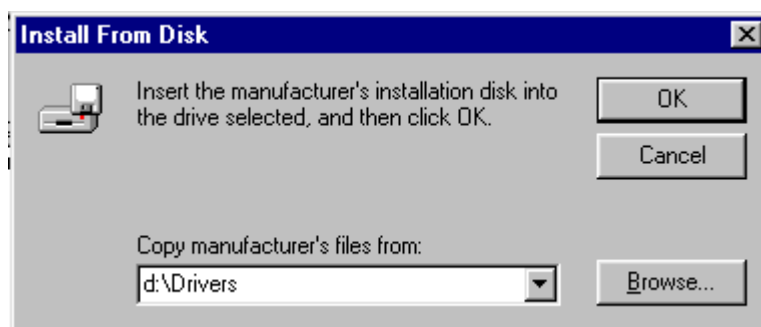 Install From Disk
Insert the manufacturer's installation disk into
the drive selected, and then click OK.
OK
Cancel
Copy manufacturer's files from:
d:\Drivers
Browse...